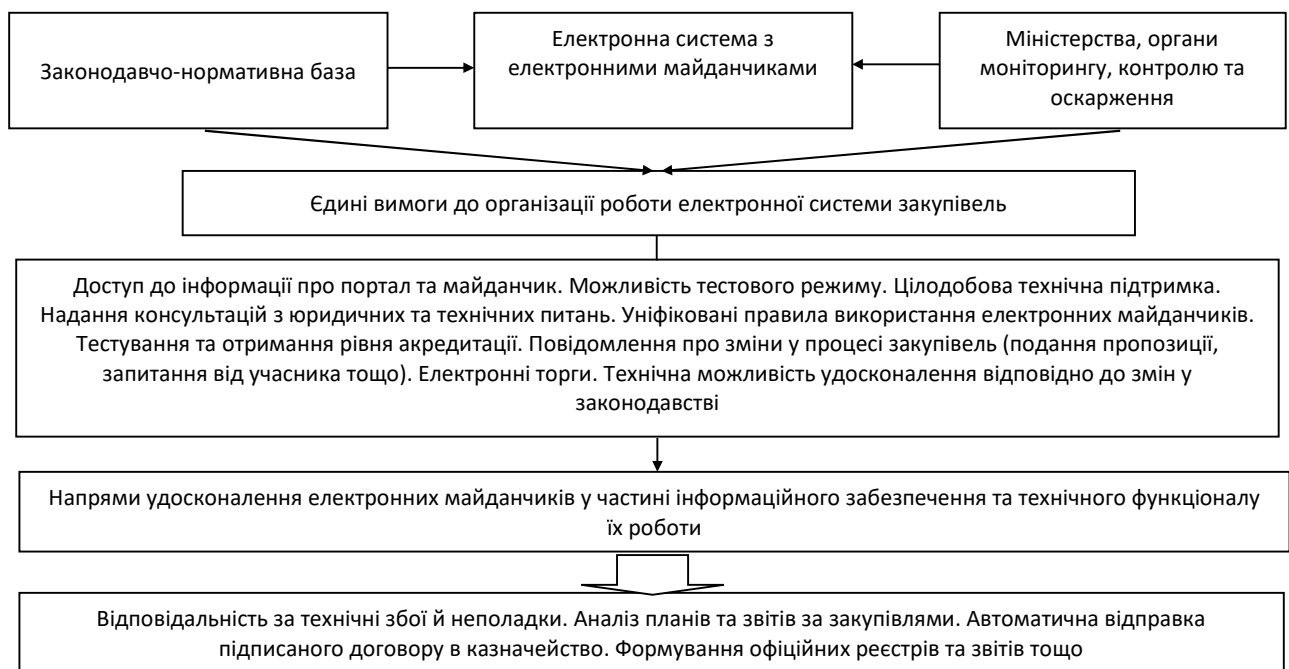 Законодавчо-нормативна база
Електронна система з
електронними майданчиками
Міністерства, органи
моніторингу, контролю та
оскарження
Єдині вимоги до організації роботи електронної системи закупівель
Доступ до інформації про портал та майданчик. Можливість тестового режиму. Цілодобова технічна підтримка.
Надання консультацій з юридичних та технічних питань. Уніфіковані правила використання електронних майданчиків.
Тестування та отримання рівня акредитації. Повідомлення про зміни у процесі закупівель (подання пропозиції,
запитання від учасника тощо). Електронні торги. Технічна можливість удосконалення відповідно до змін у
законодавстві
Напрями удосконалення електронних майданчиків у частині інформаційного забезпечення та технічного функціоналу
їх роботи
Відповідальність за технічні збої й неполадки. Аналіз планів та звітів за закупівлями. Автоматична відправка
підписаного договору в казначейство. Формування офіційних реєстрів та звітів тощо